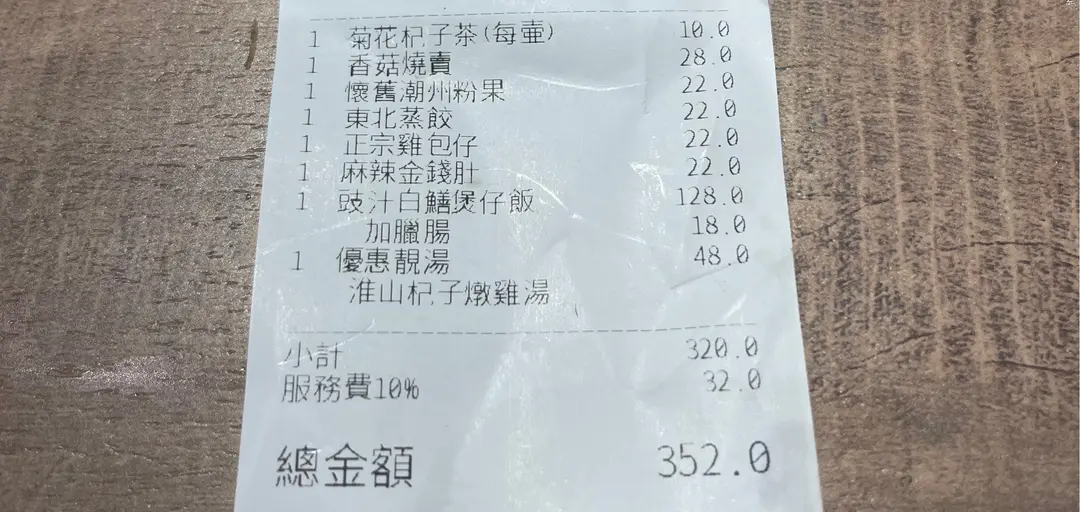 1 菊花杞子茶(每壷) 10.0
1 香菇燒賣 28.0
1 懷舊潮州粉果 22.0
1 東北蒸餃 22.0
1 正宗雞包仔 22.0
1 麻辣金錢肚 22.0
1 豉汁白鱔煲仔飯 128.0
加臘腸 18.0
1 優惠靚湯 48.0
淮山杞子燉雞湯
小計 320.0
服務費10% 32.0
總金額 352.0